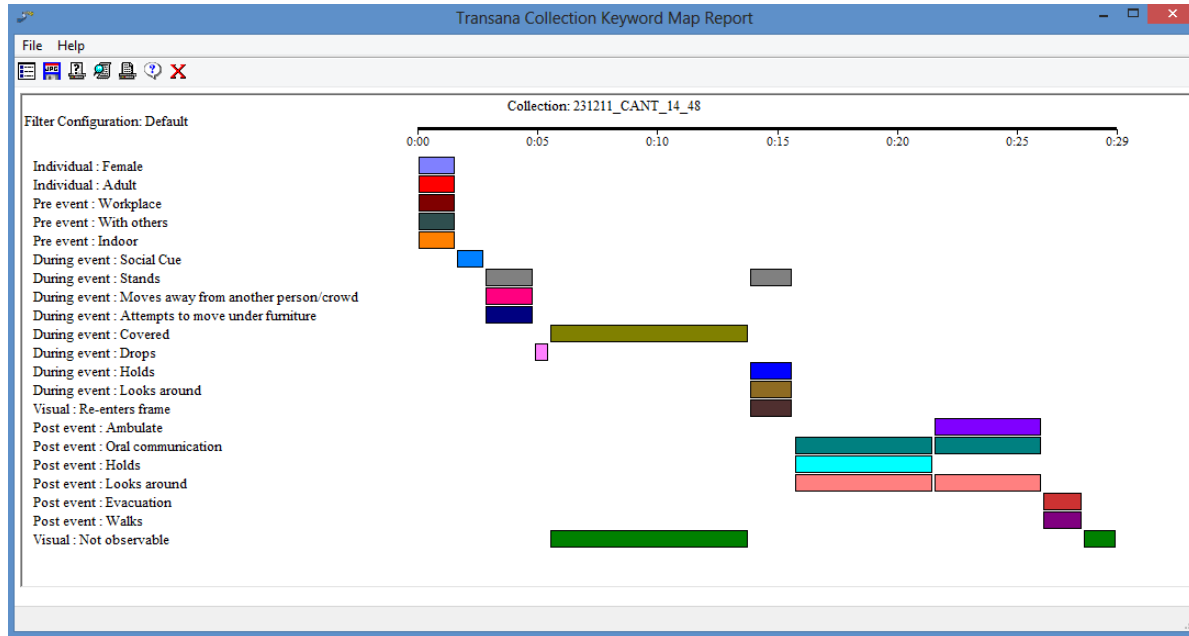 Transana Collection Keyword Map Report
File Help
Collection: 231211_CANT_14_48
Filter Configuration: Default
0:00 0:05 0:10 0:15 0:20 0:25 0:29
Individual : Female
Individual : Adult
Pre event : Workplace
Pre event : With others
Pre event : Indoor
During event : Social Cue
During event : Stands
During event : Moves away from another person/crowd
During event : Attempts to move under furniture
During event : Covered
During event : Drops
During event : Holds
During event : Looks around
Visual : Re-enters frame
Post event : Ambulate
Post event : Oral communication
Post event : Holds
Post event : Looks around
Post event : Evacuation
Post event : Walks
Visual : Not observable